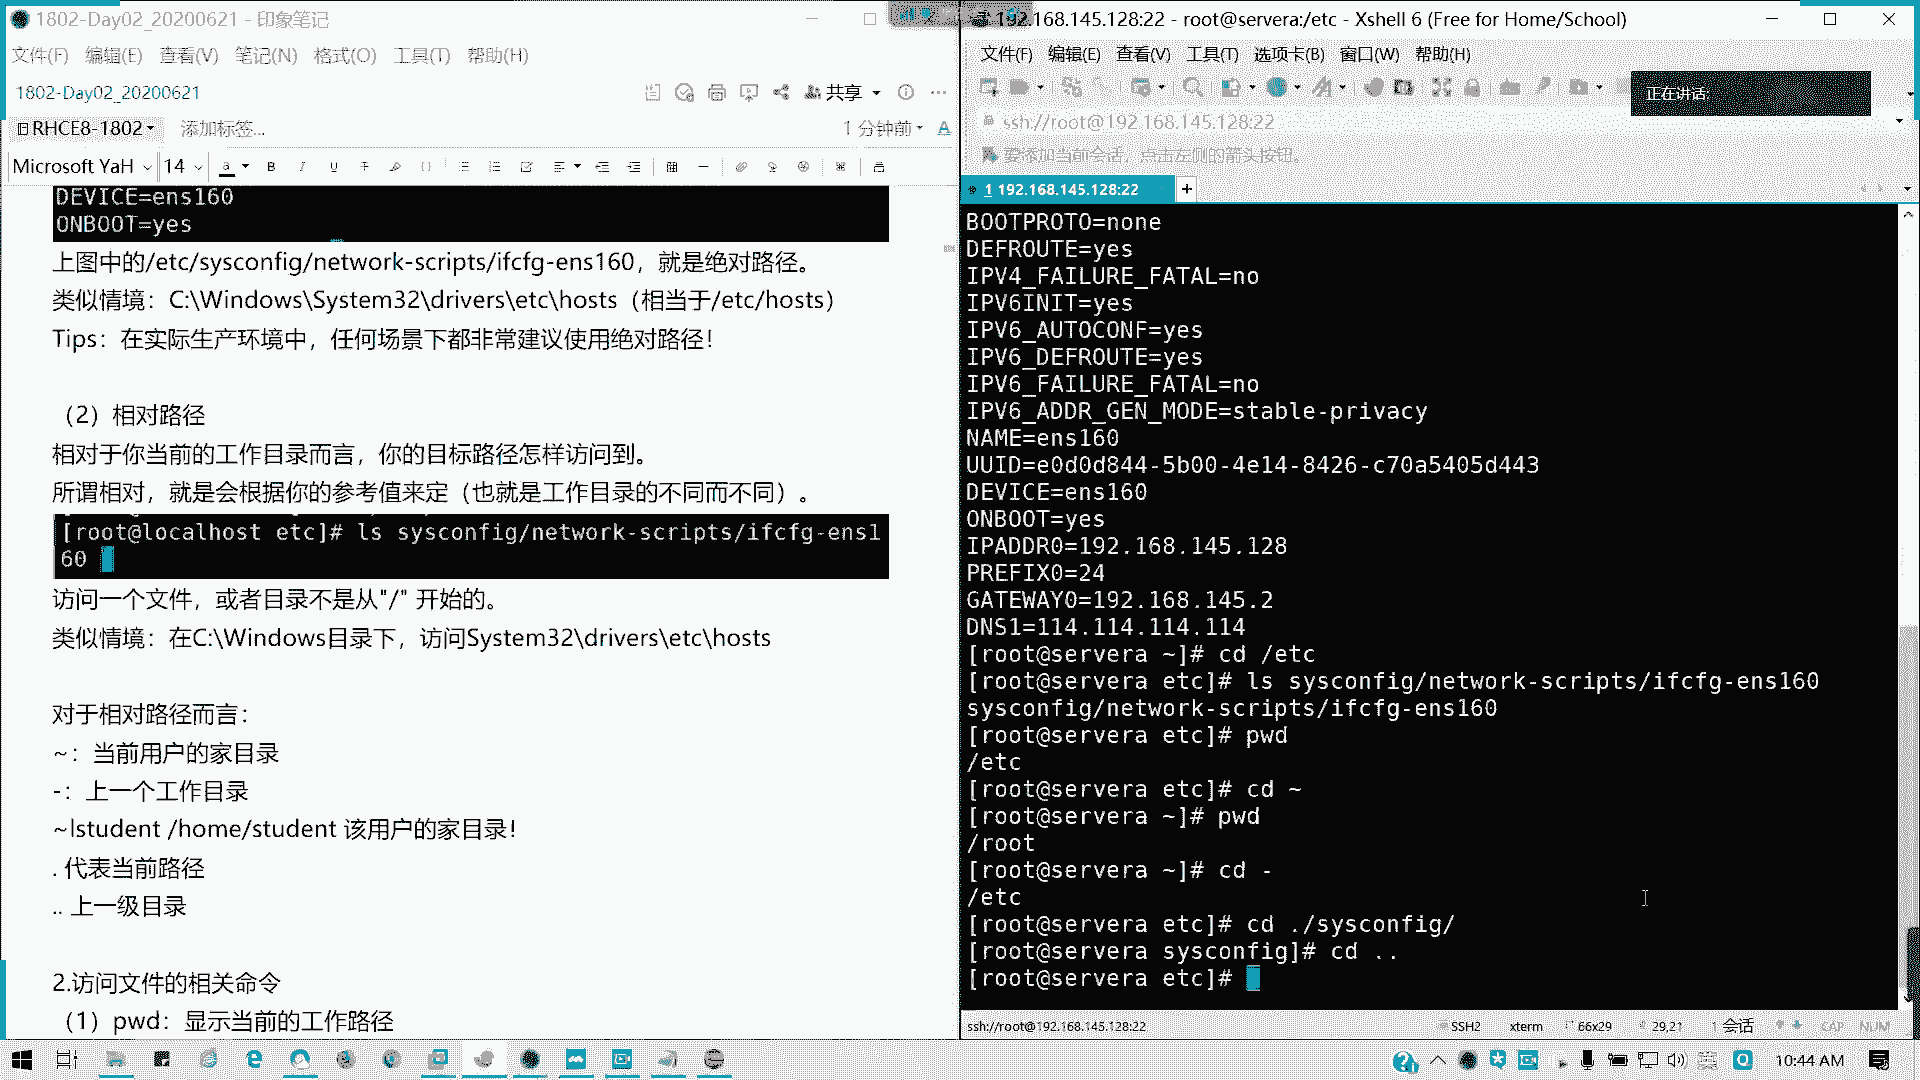 1802-Day02_20200621 - 印象笔记
文件(F) 编辑(E) 查看(V) 笔记(N) 格式(O) 工具(T) 帮助(H)
1802-Day02_20200621
共享
RHCE8-1802 添加标签...
1 分钟前
Microsoft YaH 14
DEVICE=ens160
ONBOOT=yes
上图中的/etc/sysconfig/network-scripts/ifcfg-ens160，就是绝对路径。
类似情境：C:\Windows\System32\drivers\etc\hosts（相当于/etc/hosts）
Tips：在实际生产环境中，任何场景下都非常建议使用绝对路径！
（2）相对路径
相对于你当前的工作目录而言，你的目标路径怎样访问到。
所谓相对，就是会根据你的参考值来定（也就是工作目录的不同而不同）。
[root@localhost etc]# ls sysconfig/network-scripts/ifcfg-ens1
60
访问一个文件，或者目录不是从"/" 开始的。
类似情境：在C:\Windows目录下，访问System32\drivers\etc\hosts
对于相对路径而言：
~：当前用户的家目录
-：上一个工作目录
~lstudent /home/student 该用户的家目录！
. 代表当前路径
.. 上一级目录
2.访问文件的相关命令
（1）pwd：显示当前的工作路径
192.168.145.128:22 - root@servera:/etc - Xshell 6 (Free for Home/School)
文件(F) 编辑(E) 查看(V) 工具(T) 选项卡(B) 窗口(W) 帮助(H)
正在讲话:
ssh://root@192.168.145.128:22
要添加当前会话，点击左侧的箭头按钮。
1 192.168.145.128:22
BOOTPROTO=none
DEFROUTE=yes
IPV4_FAILURE_FATAL=no
IPV6INIT=yes
IPV6_AUTOCONF=yes
IPV6_DEFROUTE=yes
IPV6_FAILURE_FATAL=no
IPV6_ADDR_GEN_MODE=stable-privacy
NAME=ens160
UUID=e0d0d844-5b00-4e14-8426-c70a5405d443
DEVICE=ens160
ONBOOT=yes
IPADDR0=192.168.145.128
PREFIX0=24
GATEWAY0=192.168.145.2
DNS1=114.114.114.114
[root@servera ~]# cd /etc
[root@servera etc]# ls sysconfig/network-scripts/ifcfg-ens160
sysconfig/network-scripts/ifcfg-ens160
[root@servera etc]# pwd
/etc
[root@servera etc]# cd ~
[root@servera ~]# pwd
/root
[root@servera ~]# cd -
/etc
[root@servera etc]# cd ./sysconfig/
[root@servera sysconfig]# cd ..
[root@servera etc]#
ssh://root@192.168.145.128:22 SSH2 xterm 66x29 29,21 1 会话 CAP NUM
10:44 AM